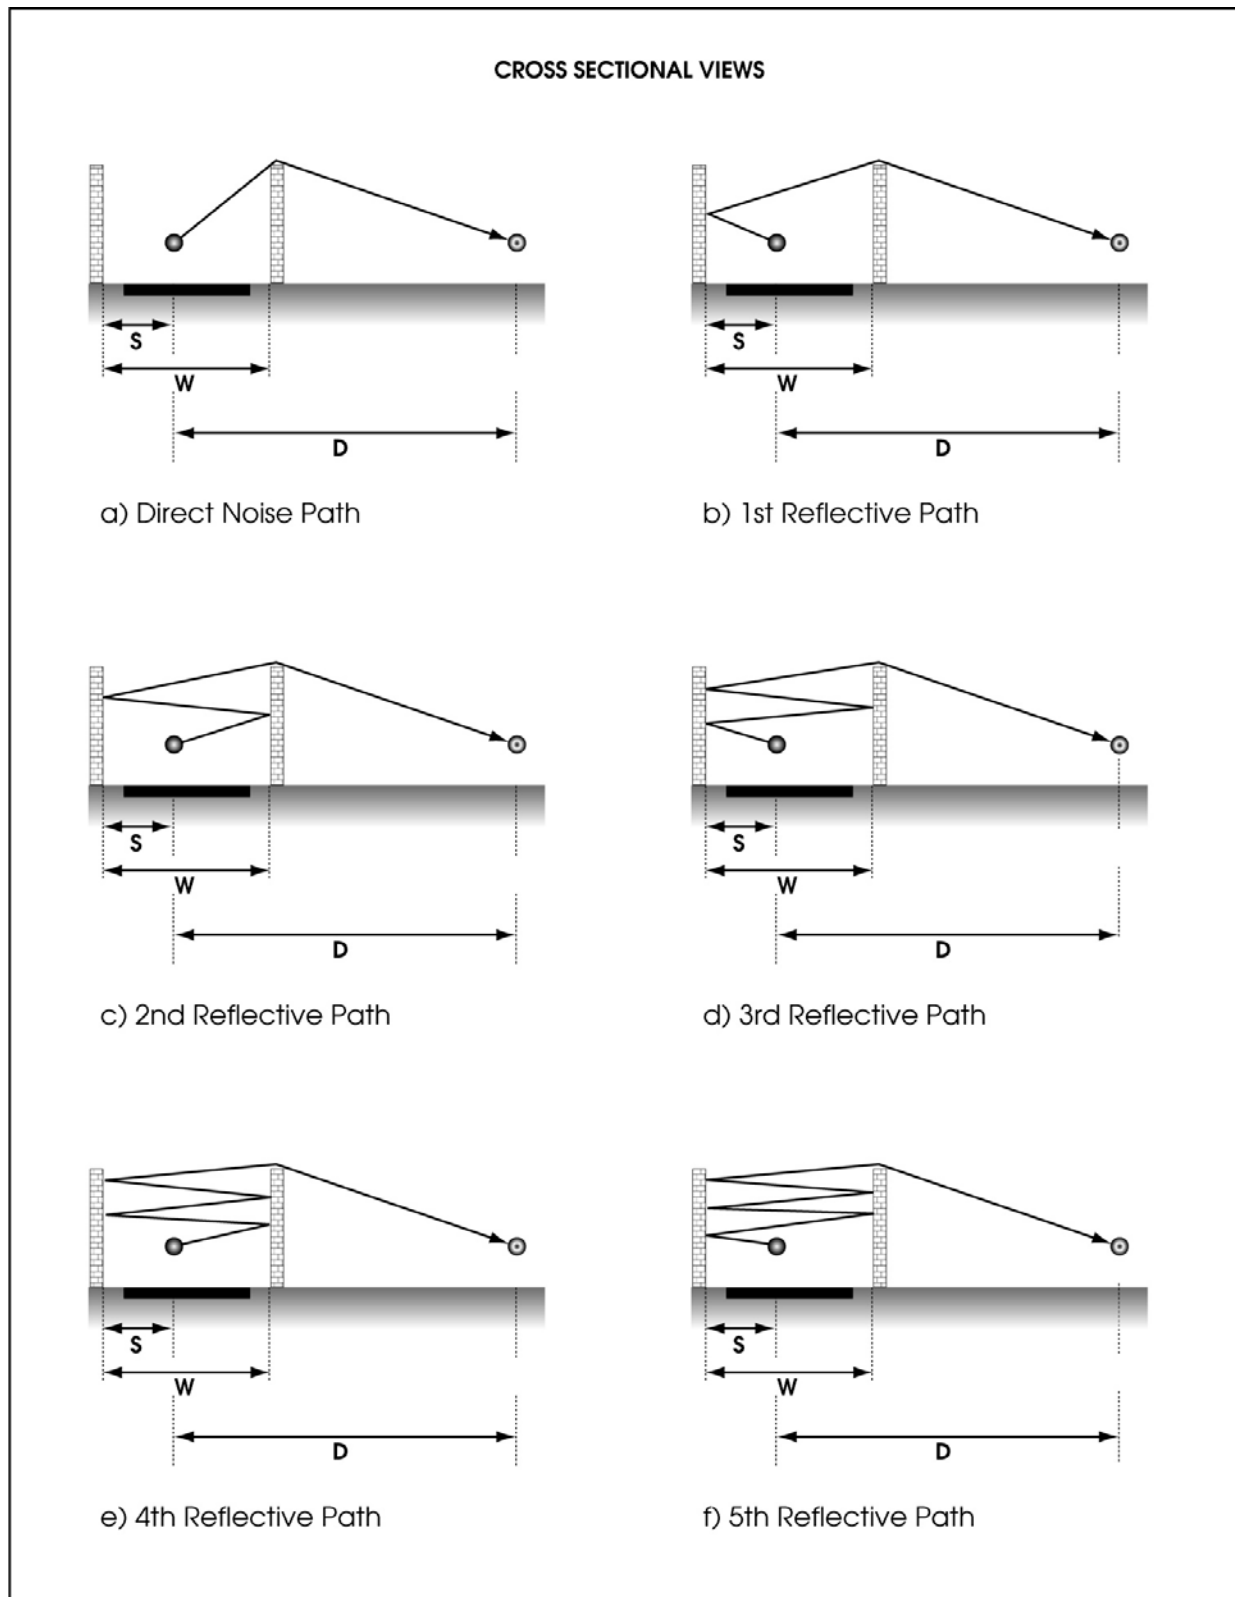 CROSS SECTIONAL VIEWS
S
W
D
a) Direct Noise Path
S
W
D
b) 1st Reflective Path
S
W
D
c) 2nd Reflective Path
S
W
D
d) 3rd Reflective Path
S
W
D
e) 4th Reflective Path
S
W
D
f) 5th Reflective Path